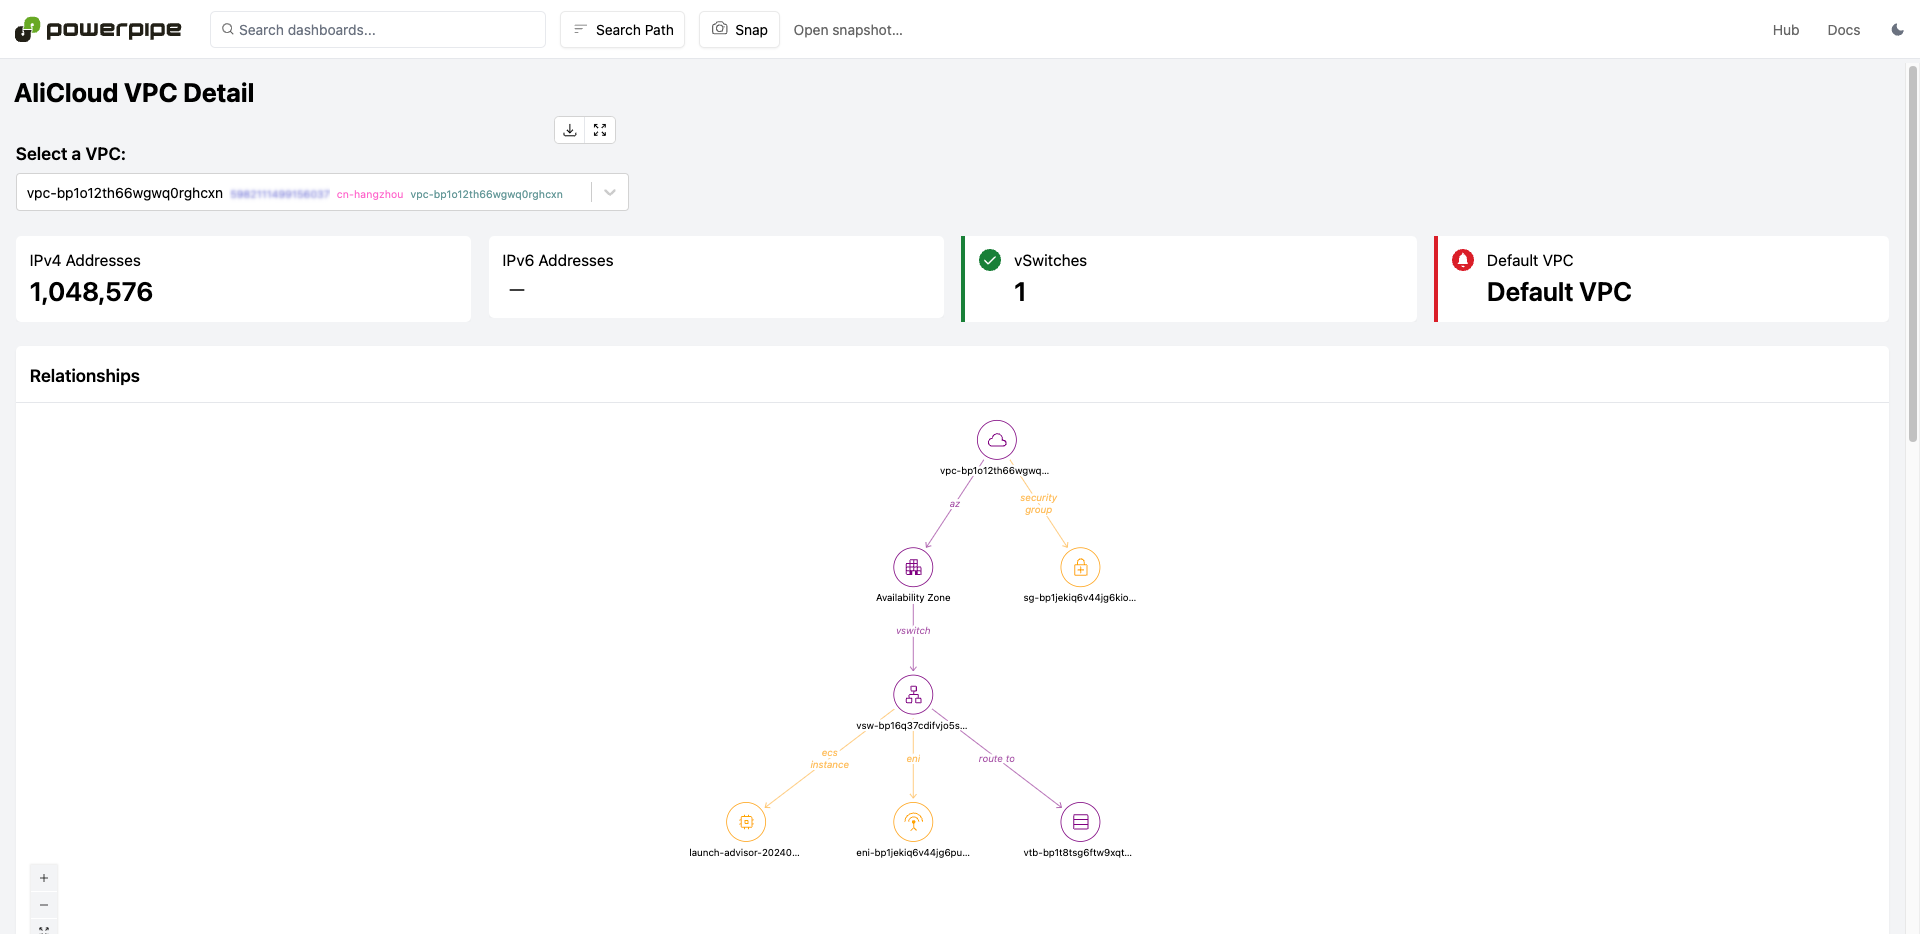 powerpipe
Search dashboards...
Search Path
Snap
Open snapshot...
Hub
Docs
AliCloud VPC Detail
Select a VPC:
vpc-bp1o12th66wgwq0rghcxn cn-hangzhou vpc-bp1o12th66wgwq0rghcxn
IPv4 Addresses
1,048,576
IPv6 Addresses
—
vSwitches
1
Default VPC
Default VPC
Relationships
vpc-bp1o12th66wgwq...
az
security
group
Availability Zone
sg-bp1jekiq6v44jg6kio...
vswitch
vsw-bp16q37cdifvjo5s...
ecs
instance
eni
route to
launch-advisor-20240...
eni-bp1jekiq6v44jg6pu...
vtb-bp1t8tsg6ftw9xqt...